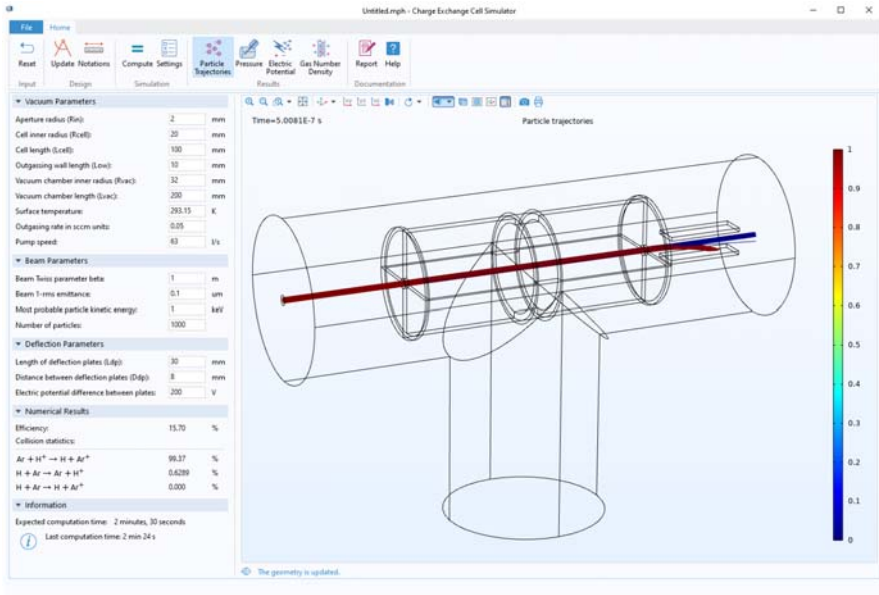 Untitled.mph - Charge Exchange Cell Simulator
File Home
Reset Update Notations Compute Settings Particle Trajectories Pressure Electric Potential Gas Number Density Report Help
Input Design Simulation Results Documentation
Vacuum Parameters
Aperture radius (Rin): 2 mm
Cell inner radius (Rcell): 20 mm
Cell length (Lcell): 100 mm
Outgassing wall length (Low): 10 mm
Vacuum chamber inner radius (Rvac): 32 mm
Vacuum chamber length (Lvac): 200 mm
Surface temperature: 293.15 K
Outgasing rate in sccm units: 0.05
Pump speed: 63 l/s
Beam Parameters
Beam Twiss parameter beta: 1 m
Beam 1-rms emittance: 0.1 um
Most probable particle kinetic energy: 1 keV
Number of particles: 1000
Deflection Parameters
Length of deflection plates (Ldp): 30 mm
Distance between deflection plates (Ddp): 8 mm
Electric potential difference between plates: 200 V
Numerical Results
Efficiency: 15.70 %
Collision statistics:
Ar + H⁺ → H + Ar⁺ 99.37 %
H + Ar → Ar + H⁺ 0.6289 %
H + Ar → H + Ar⁺ 0.000 %
Information
Expected computation time: 2 minutes, 30 seconds
Last computation time: 2 min 24 s
Time=5.0081E-7 s Particle trajectories
1
0.9
0.8
0.7
0.6
0.5
0.4
0.3
0.2
0.1
0
The geometry is updated.